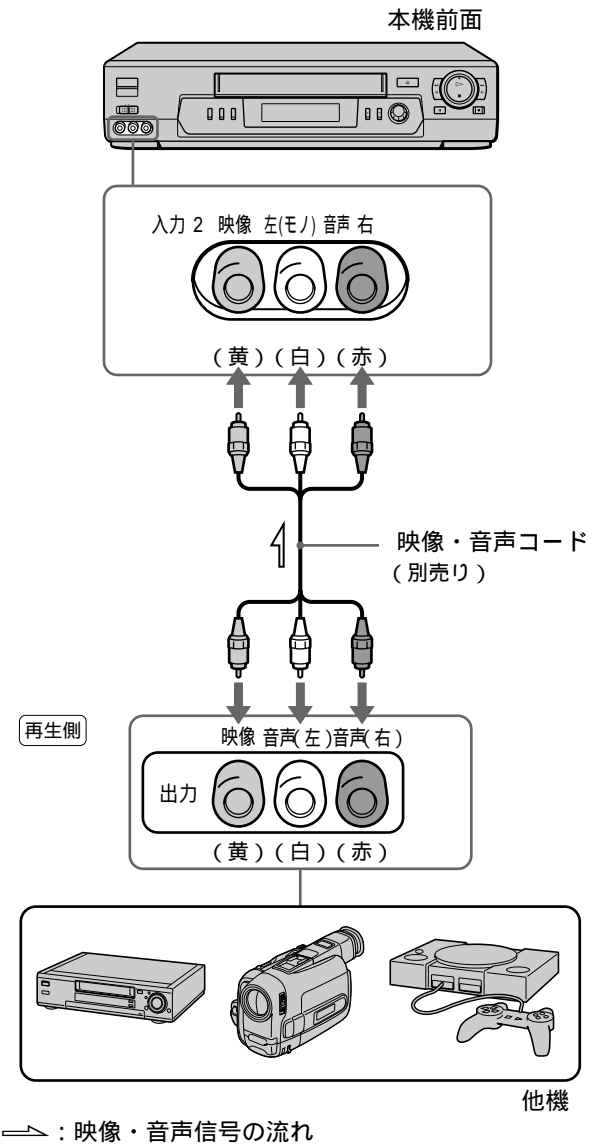 本機前面
入力 2 映像 左(モノ) 音声 右
(黄)(白)(赤)
映像・音声コード
(別売り)
再生側
映像 音声(左)音声(右)
出力
(黄)(白)(赤)
他機
:映像・音声信号の流れ